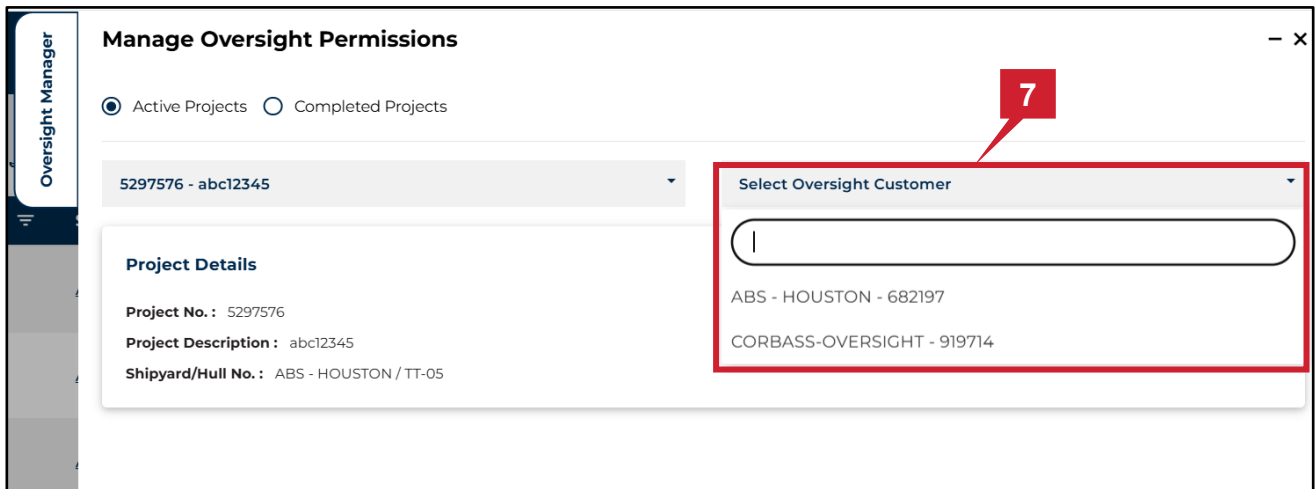 Oversight Manager
Manage Oversight Permissions
Active Projects Completed Projects
7
5297576 - abc12345
Select Oversight Customer
Project Details
Project No. : 5297576
Project Description : abc12345
Shipyard/Hull No. : ABS - HOUSTON / TT-05
ABS - HOUSTON - 682197
CORBASS-OVERSIGHT - 919714